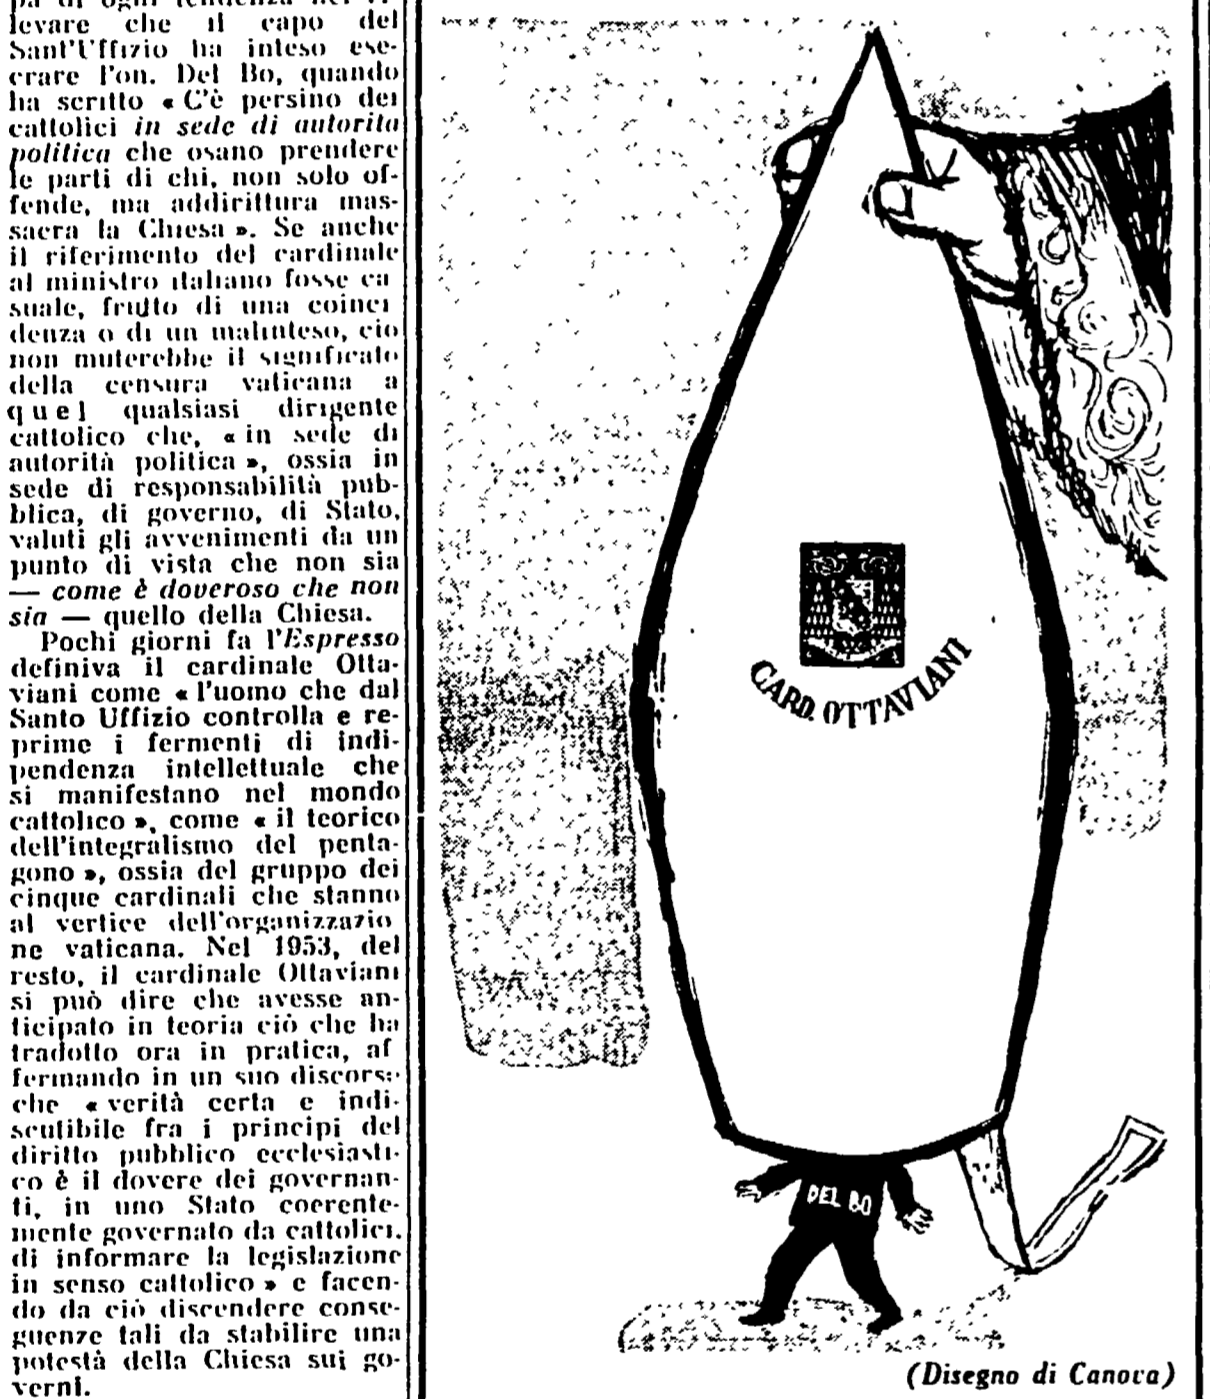 levare che il capo del
Sant'Uffizio ha inteso ese-
crare l'on. Del Bo, quando
ha scritto « C'è persino dei
cattolici in sede di autorità
politica che osano prendere
le parti di chi, non solo of-
fende, ma addirittura mas-
sacra la Chiesa ». Se anche
il riferimento del cardinale
al ministro italiano fosse ca
suale, frutto di una coinci
denza o di un malinteso, ciò
non muterebbe il significato
della censura vaticana a
quel qualsiasi dirigente
cattolico che, « in sede di
autorità politica », ossia in
sede di responsabilità pub-
blica, di governo, di Stato,
valuti gli avvenimenti da un
punto di vista che non sia
— come è doveroso che non
sia — quello della Chiesa.
Pochi giorni fa l'Espresso
definiva il cardinale Otta-
viani come « l'uomo che dal
Santo Uffizio controlla e re-
prime i fermenti di indi-
pendenza intellettuale che
si manifestano nel mondo
cattolico », come « il teorico
dell'integralismo del penta-
gono », ossia del gruppo dei
cinque cardinali che stanno
al vertice dell'organizzazio
ne vaticana. Nel 1953, del
resto, il cardinale Ottaviani
si può dire che avesse an-
ticipato in teoria ciò che ha
tradotto ora in pratica, af
fermando in un suo discorso
che « verità certa e indi-
scutibile fra i principi del
diritto pubblico ecclesiasti-
co è il dovere dei governan-
ti, in uno Stato coerente-
mente governato da cattolici,
di informare la legislazione
in senso cattolico » e facen-
do da ciò discendere conse-
guenze tali da stabilire una
potestà della Chiesa sui go-
verni.
CARD. OTTAVIANI
DEL BO
(Disegno di Canova)